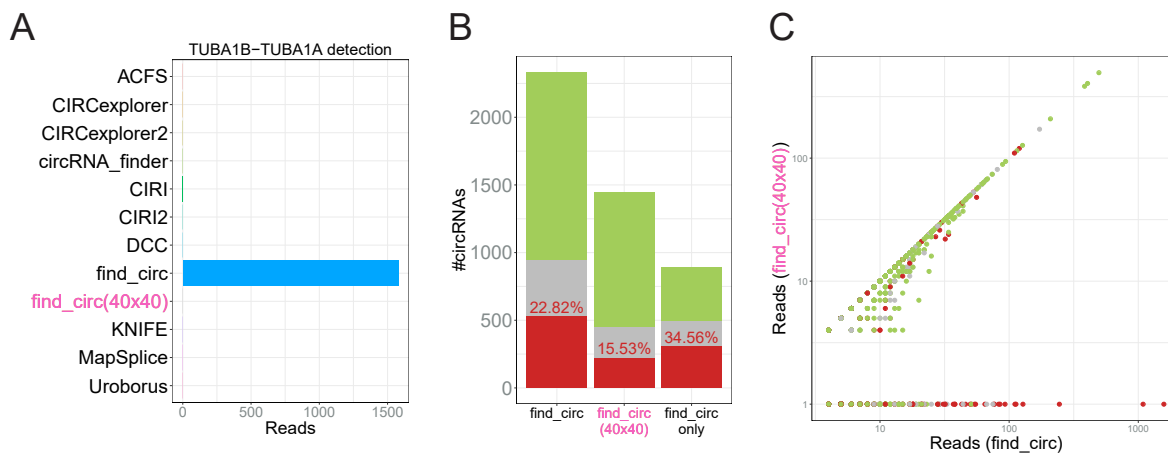 A
TUBA1B−TUBA1A detection
ACFS
CIRCexplorer
CIRCexplorer2
circRNA_finder
CIRI
CIRI2
DCC
find_circ
find_circ(40x40)
KNIFE
MapSplice
Uroborus
0
500
1000
1500
Reads
B
#circRNAs
2000
1500
1000
500
0
22.82%
15.53%
34.56%
find_circ
find_circ
(40x40)
find_circ
only
C
Reads (find_circ(40x40))
100
10
1
10
100
1000
Reads (find_circ)